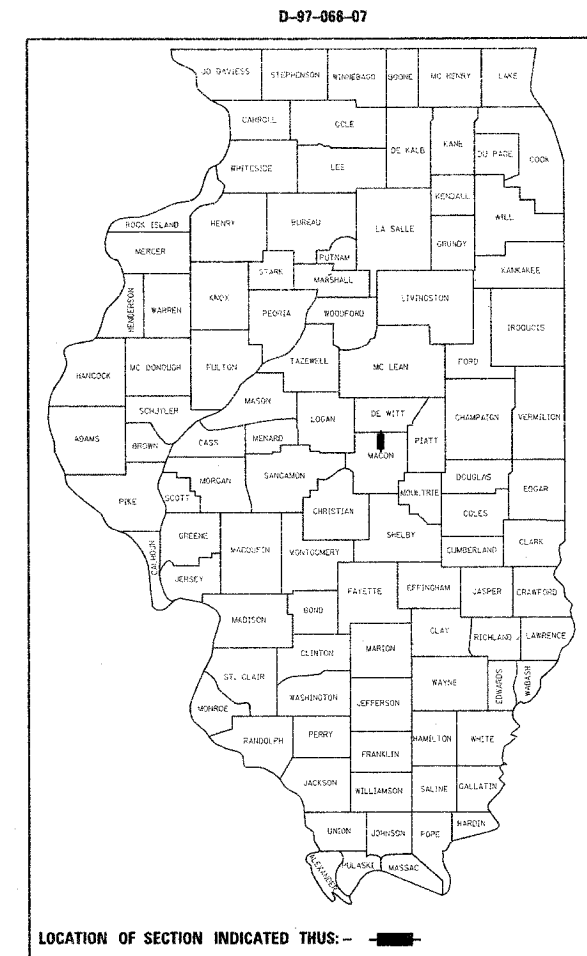 D-97-068-07
JO DAVIESS STEPHENSON WINNEBAGO BOONE MC HENRY LAKE
CARROLL OGLE
DE KALB KANE DU PAGE COOK
WHITESIDE LEE
KENDALL WILL
ROCK ISLAND HENRY BUREAU LA SALLE GRUNDY
MERCER PUTNAM
STARK MARSHALL KANKAKEE
HENDERSON WARREN KNOX PEORIA WOODFORD LIVINGSTON IROQUOIS
HANCOCK MC DONOUGH FULTON TAZEWELL MC LEAN FORD
MASON
SCHUYLER LOGAN DE WITT CHAMPAIGN VERMILION
ADAMS BROWN CASS MENARD MACON PIATT
PIKE SCOTT MORGAN SANGAMON MOULTRIE DOUGLAS EDGAR
CHRISTIAN COLES
CALHOUN GREENE MACOUPIN MONTGOMERY SHELBY CUMBERLAND CLARK
JERSEY FAYETTE EFFINGHAM JASPER CRAWFORD
MADISON BOND
CLAY RICHLAND LAWRENCE
CLINTON MARION
ST. CLAIR WAYNE EDWARDS WABASH
WASHINGTON JEFFERSON
MONROE
RANDOLPH PERRY HAMILTON WHITE
FRANKLIN
JACKSON WILLIAMSON SALINE GALLATIN
HARDIN
UNION JOHNSON POPE
ALEXANDER PULASKI MASSAC
LOCATION OF SECTION INDICATED THUS: -